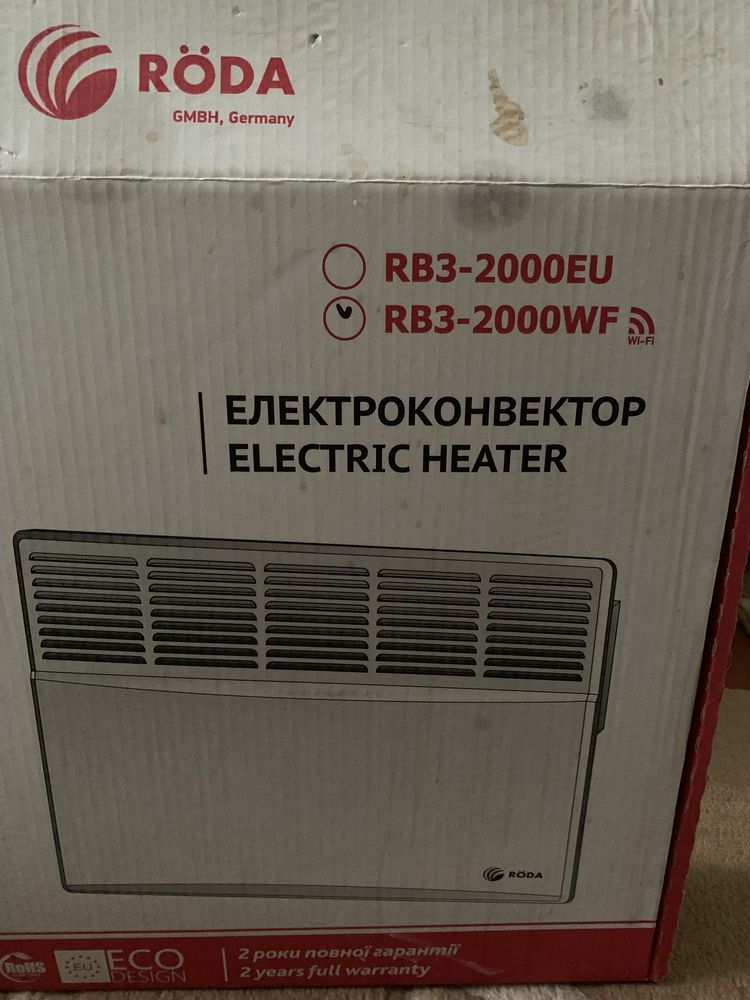 RÖDA
GMBH, Germany
RB3-2000EU
RB3-2000WF
Wi-Fi
ЕЛЕКТРОКОНВЕКТОР
ELECTRIC HEATER
RÖDA
RoHS
EU
ECO
DESIGN
2 роки повної гарантії
2 years full warranty